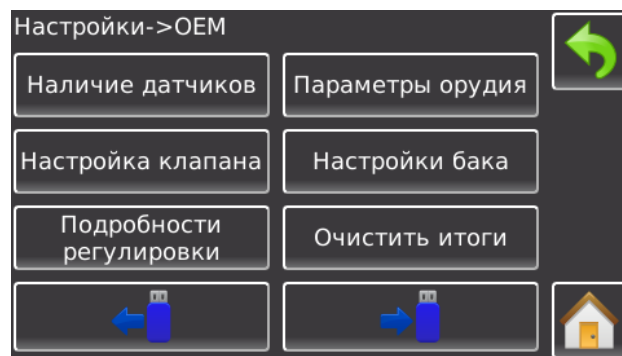 Настройки->OEM
Наличие датчиков
Параметры орудия
Настройка клапана
Настройки бака
Подробности
регулировки
Очистить итоги